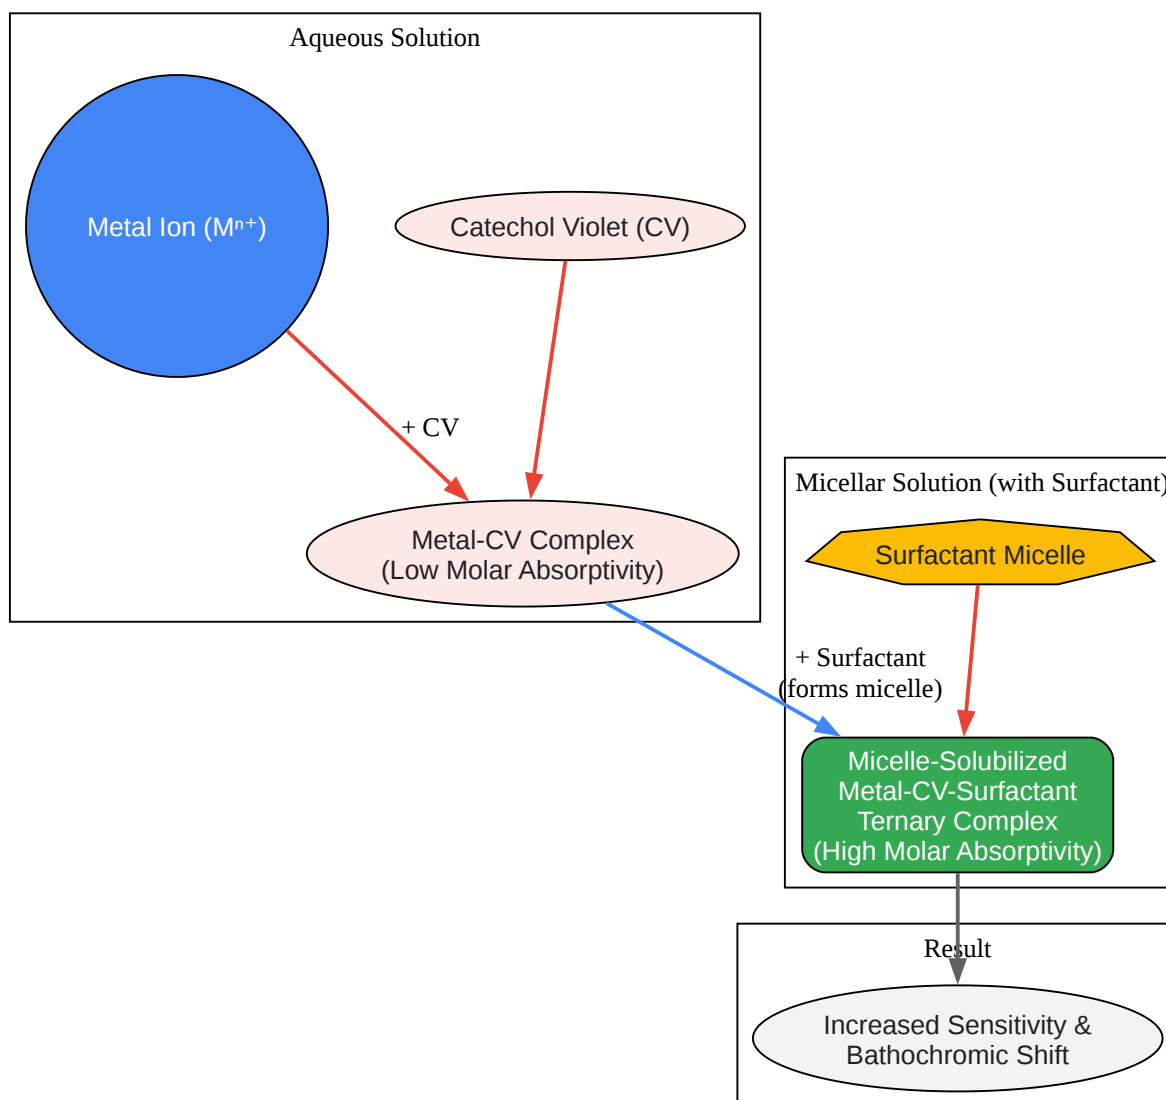 Aqueous Solution
Metal Ion (Mⁿ⁺)
Catechol Violet (CV)
+ CV
Metal-CV Complex
(Low Molar Absorptivity)
Micellar Solution (with Surfactant)
Surfactant Micelle
+ Surfactant
(forms micelle)
Micelle-Solubilized
Metal-CV-Surfactant
Ternary Complex
(High Molar Absorptivity)
Result
Increased Sensitivity &
Bathochromic Shift